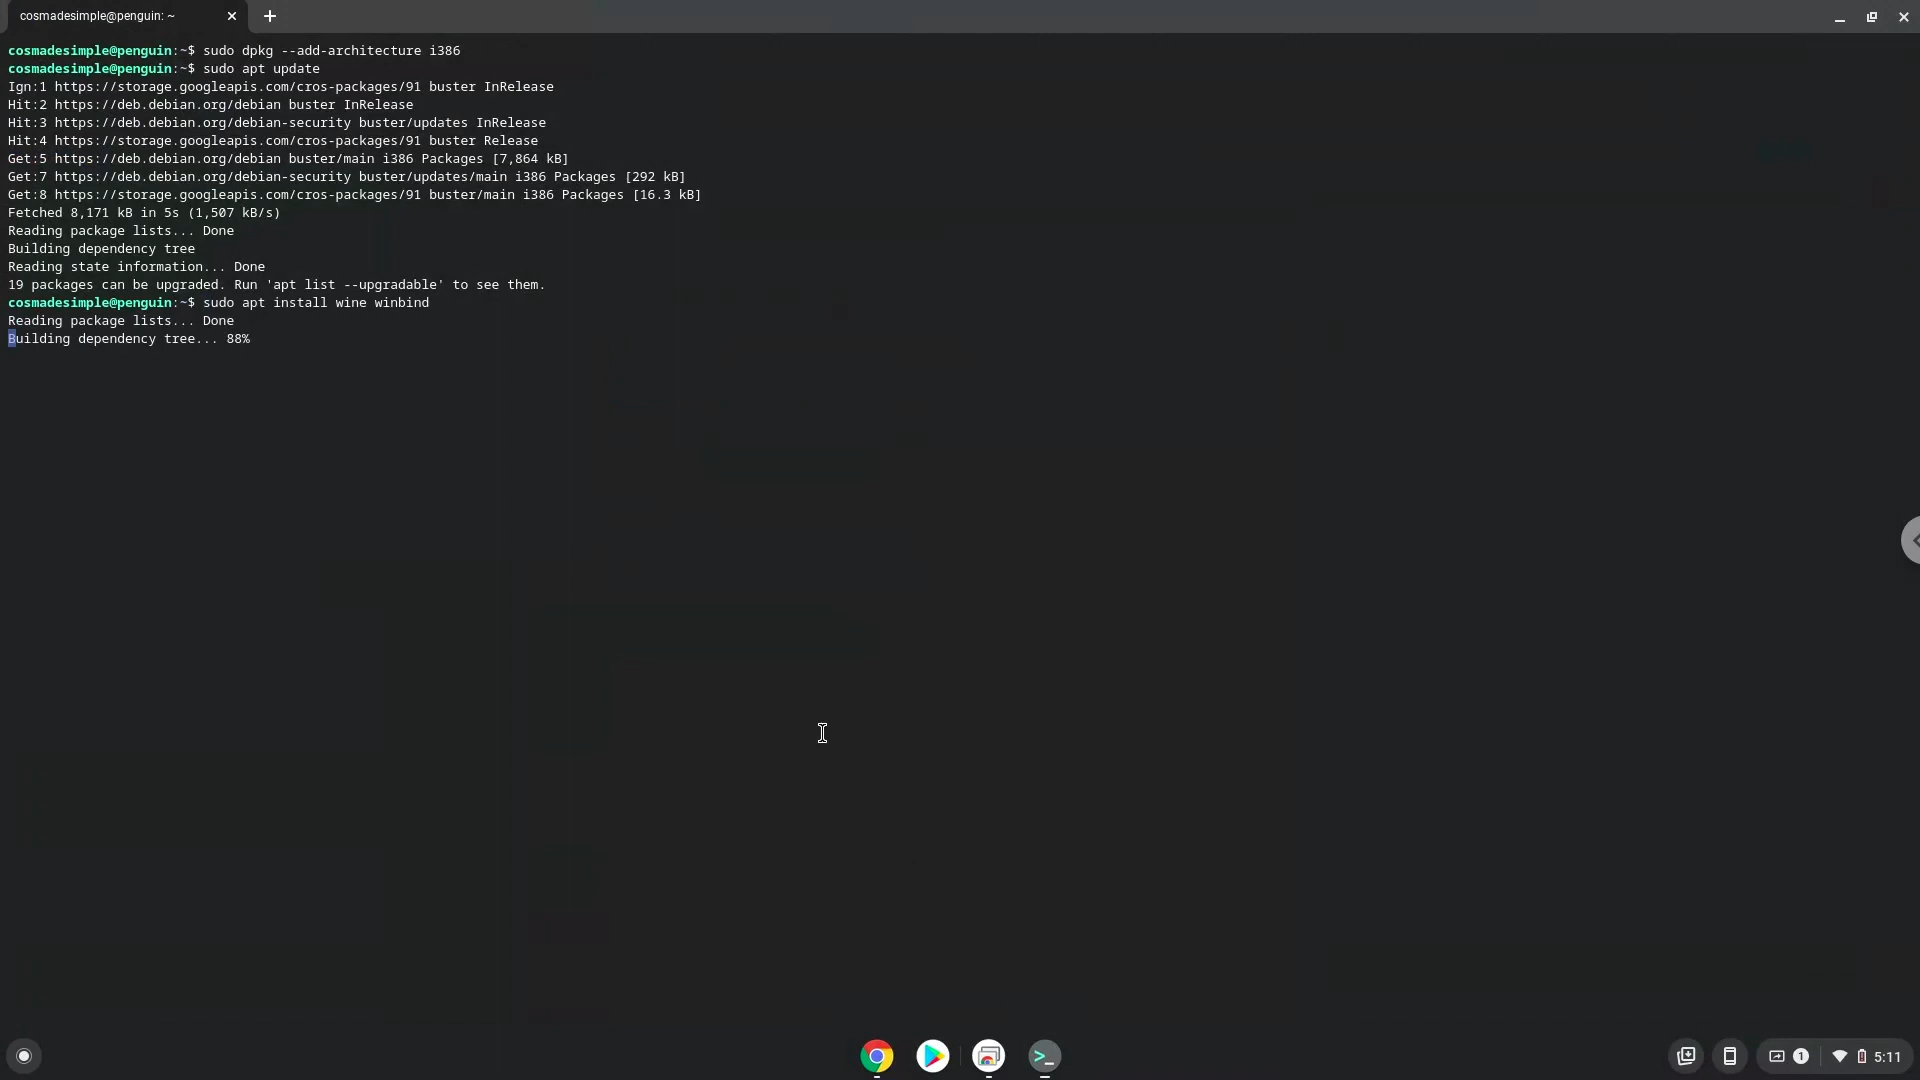 cosmadesimple@penguin: ~
cosmadesimple@penguin:~$ sudo dpkg --add-architecture i386
cosmadesimple@penguin:~$ sudo apt update
Ign:1 https://storage.googleapis.com/cros-packages/91 buster InRelease
Hit:2 https://deb.debian.org/debian buster InRelease
Hit:3 https://deb.debian.org/debian-security buster/updates InRelease
Hit:4 https://storage.googleapis.com/cros-packages/91 buster Release
Get:5 https://deb.debian.org/debian buster/main i386 Packages [7,864 kB]
Get:7 https://deb.debian.org/debian-security buster/updates/main i386 Packages [292 kB]
Get:8 https://storage.googleapis.com/cros-packages/91 buster/main i386 Packages [16.3 kB]
Fetched 8,171 kB in 5s (1,507 kB/s)
Reading package lists... Done
Building dependency tree
Reading state information... Done
19 packages can be upgraded. Run 'apt list --upgradable' to see them.
cosmadesimple@penguin:~$ sudo apt install wine winbind
Reading package lists... Done
Building dependency tree... 88%
1 5:11